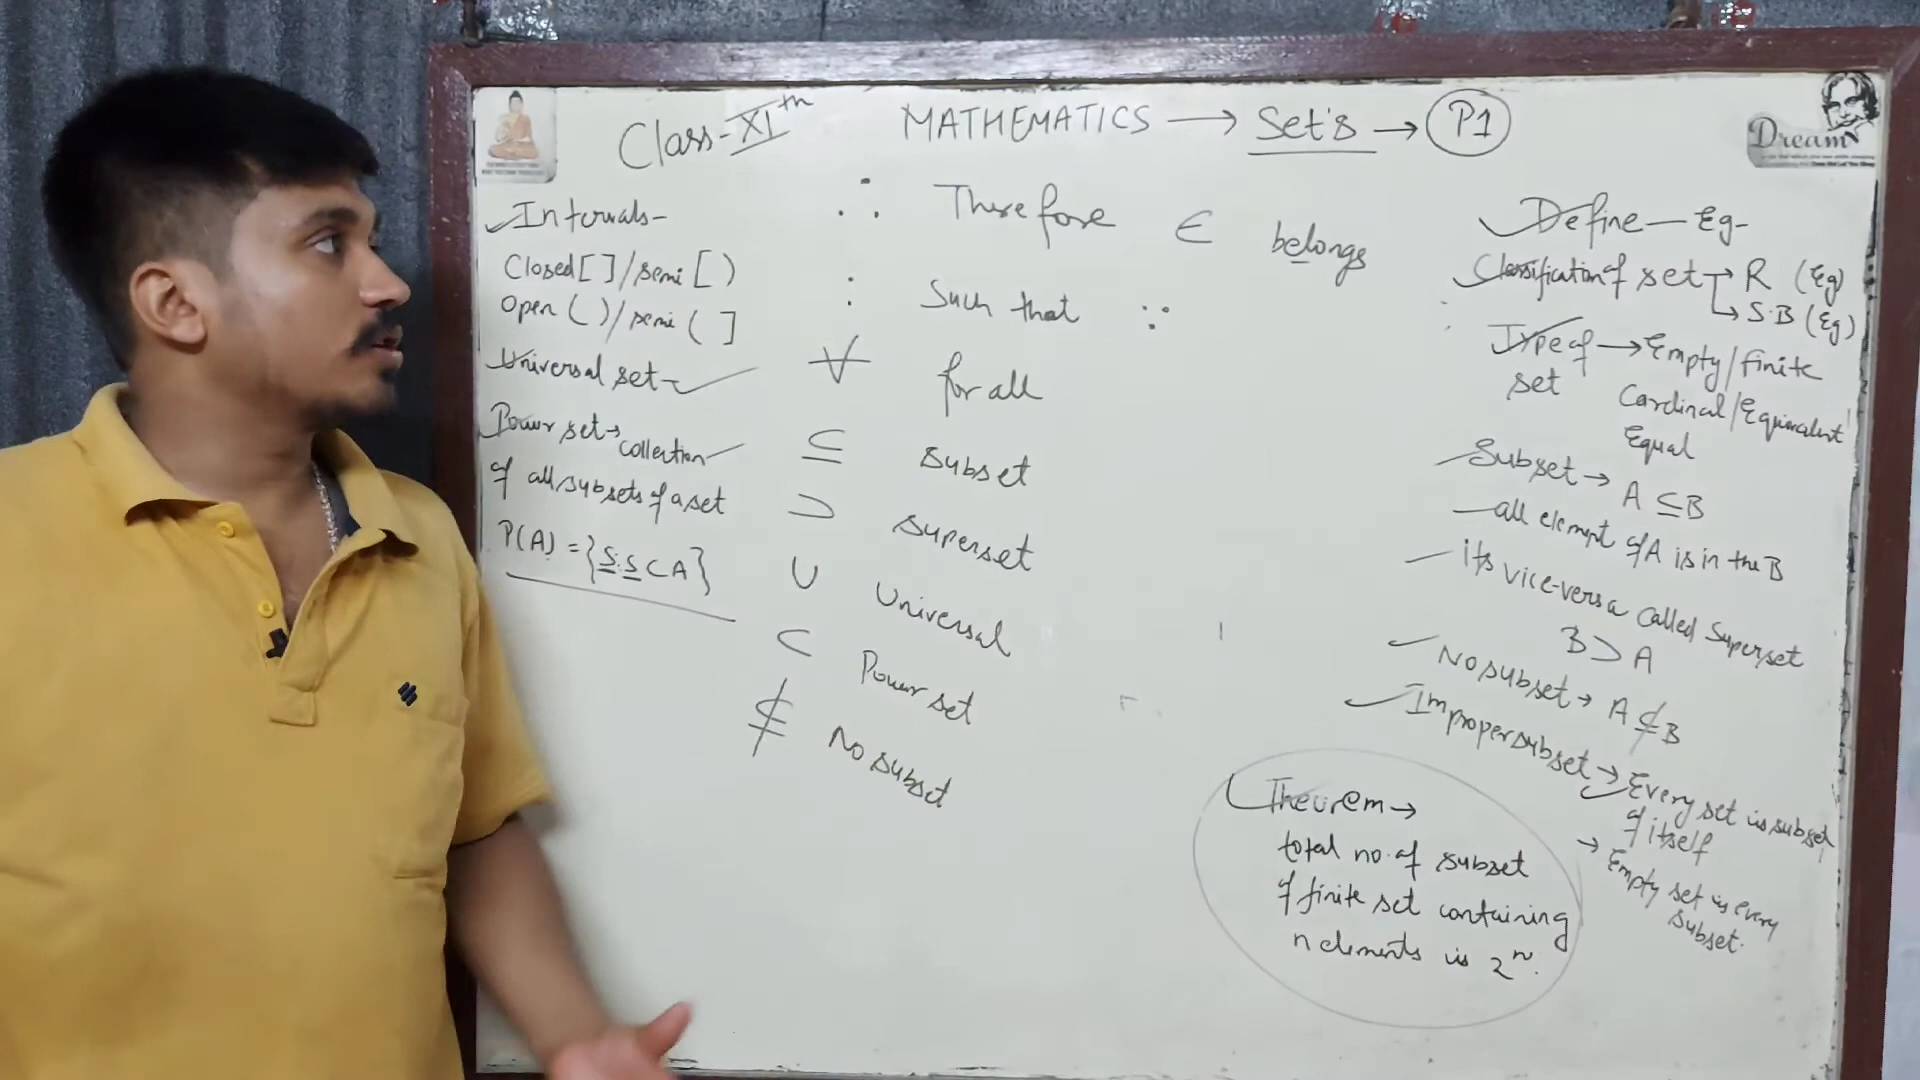 Class-XIth MATHEMATICS → Set's → P1
Dream
Intervals-
Closed [ ] / semi [ )
Open ( ) / semi ( ]
Universal set-
Power set → collection
of all subsets of a set
P(A) = {S:S⊂A}
∴ Therefore ∈ belongs
: Such that ∵
∀ for all
⊆ subset
⊃ superset
U Universal
⊂ Power set
⊈ No subset
Define — Eg-
Classification of set → R (Eg)
→ S.B (Eg)
Type of → Empty/finite
set Cardinal/Equivalent
Equal
Subset → A ⊆ B
- all element of A is in the B
- its vice-versa called Superset
B ⊃ A
No subset → A ⊈ B
Improper subset → Every set is subset
of itself
→ Empty set is every
subset.
Theurem →
total no. of subset
of finite set containing
n elements is 2ⁿ.